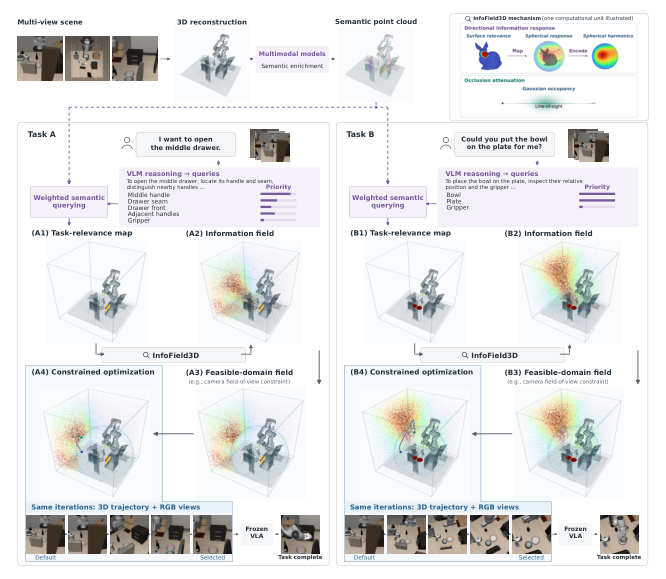 Multi-view scene
3D reconstruction
Semantic point cloud
Multimodal models
Semantic enrichment
InfoField3D mechanism (one computational unit illustrated)
Directional information response
Surface relevance
Spherical response
Spherical harmonics
Map
Encode
Occlusion attenuation
Gaussian occupancy
Line-of-sight
Task A
I want to open
the middle drawer.
VLM reasoning → queries
To open the middle drawer, locate its handle and seam,
distinguish nearby handles ...
Priority
Middle handle
Drawer seam
Drawer front
Adjacent handles
Gripper
Weighted semantic
querying
(A1) Task-relevance map
(A2) Information field
InfoField3D
(A4) Constrained optimization
(A3) Feasible-domain field
(e.g., camera field-of-view constraint)
Same iterations: 3D trajectory + RGB views
Default
Selected
Frozen
VLA
Task complete
Task B
Could you put the bowl
on the plate for me?
VLM reasoning → queries
To place the bowl on the plate, inspect their relative
position and the gripper ...
Priority
Bowl
Plate
Gripper
Weighted semantic
querying
(B1) Task-relevance map
(B2) Information field
InfoField3D
(B4) Constrained optimization
(B3) Feasible-domain field
(e.g., camera field-of-view constraint)
Same iterations: 3D trajectory + RGB views
Default
Selected
Frozen
VLA
Task complete